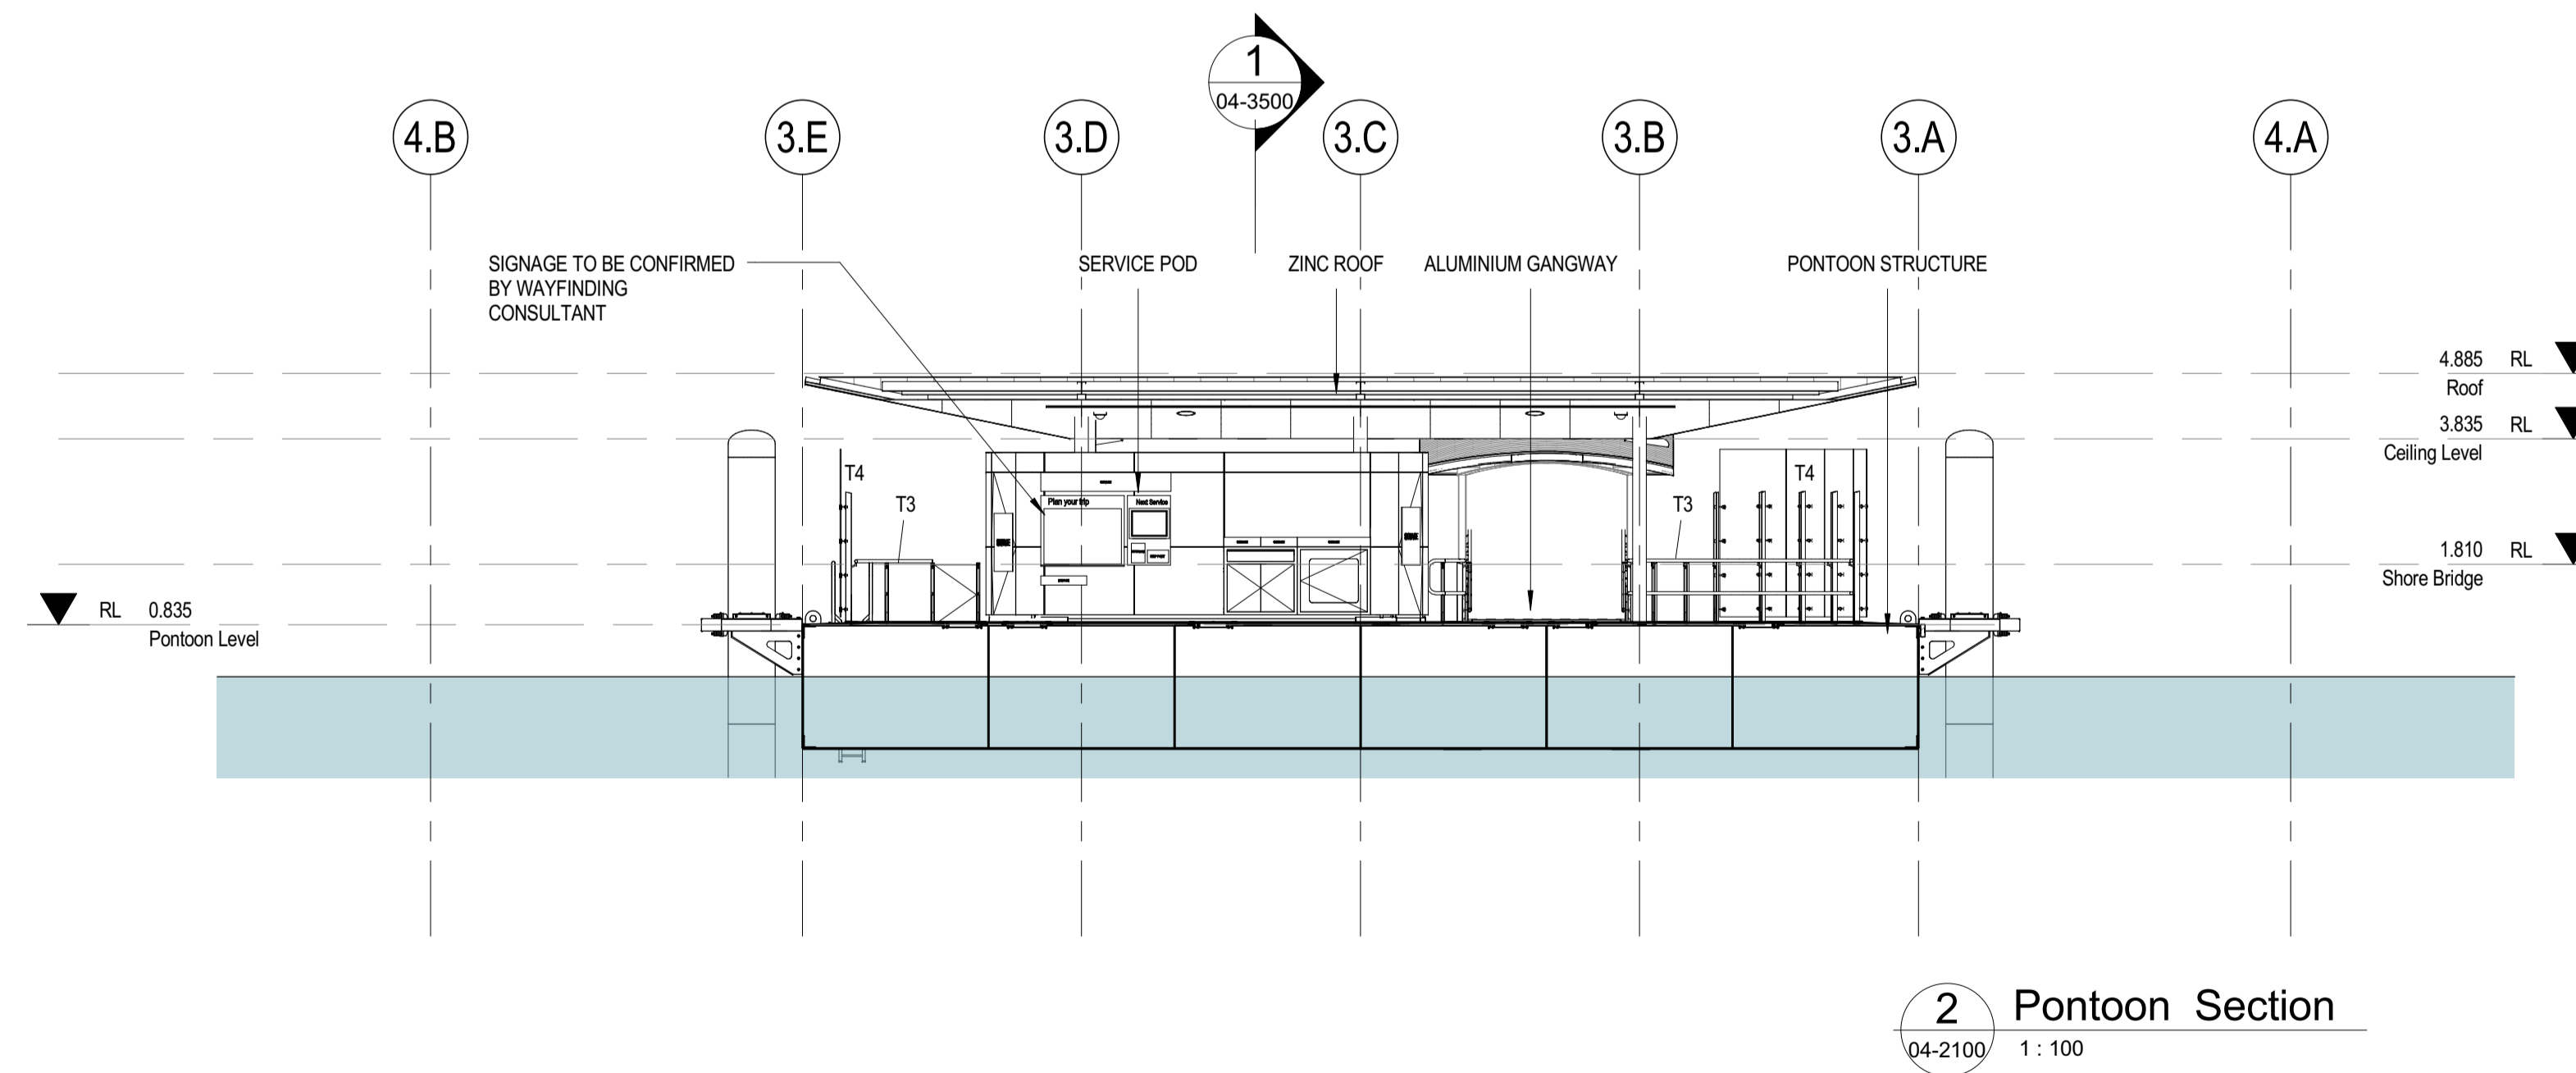 1
04-3500
4.B
3.E
3.D
3.C
3.B
3.A
4.A
SIGNAGE TO BE CONFIRMED
BY WAYFINDING
CONSULTANT
SERVICE POD
ZINC ROOF
ALUMINIUM GANGWAY
PONTOON STRUCTURE
4.885 RL
Roof
3.835 RL
Ceiling Level
T4
T3
Plan your trip
Next Service
T3
T4
1.810 RL
Shore Bridge
RL 0.835
Pontoon Level
2
04-2100
Pontoon Section
1 : 100